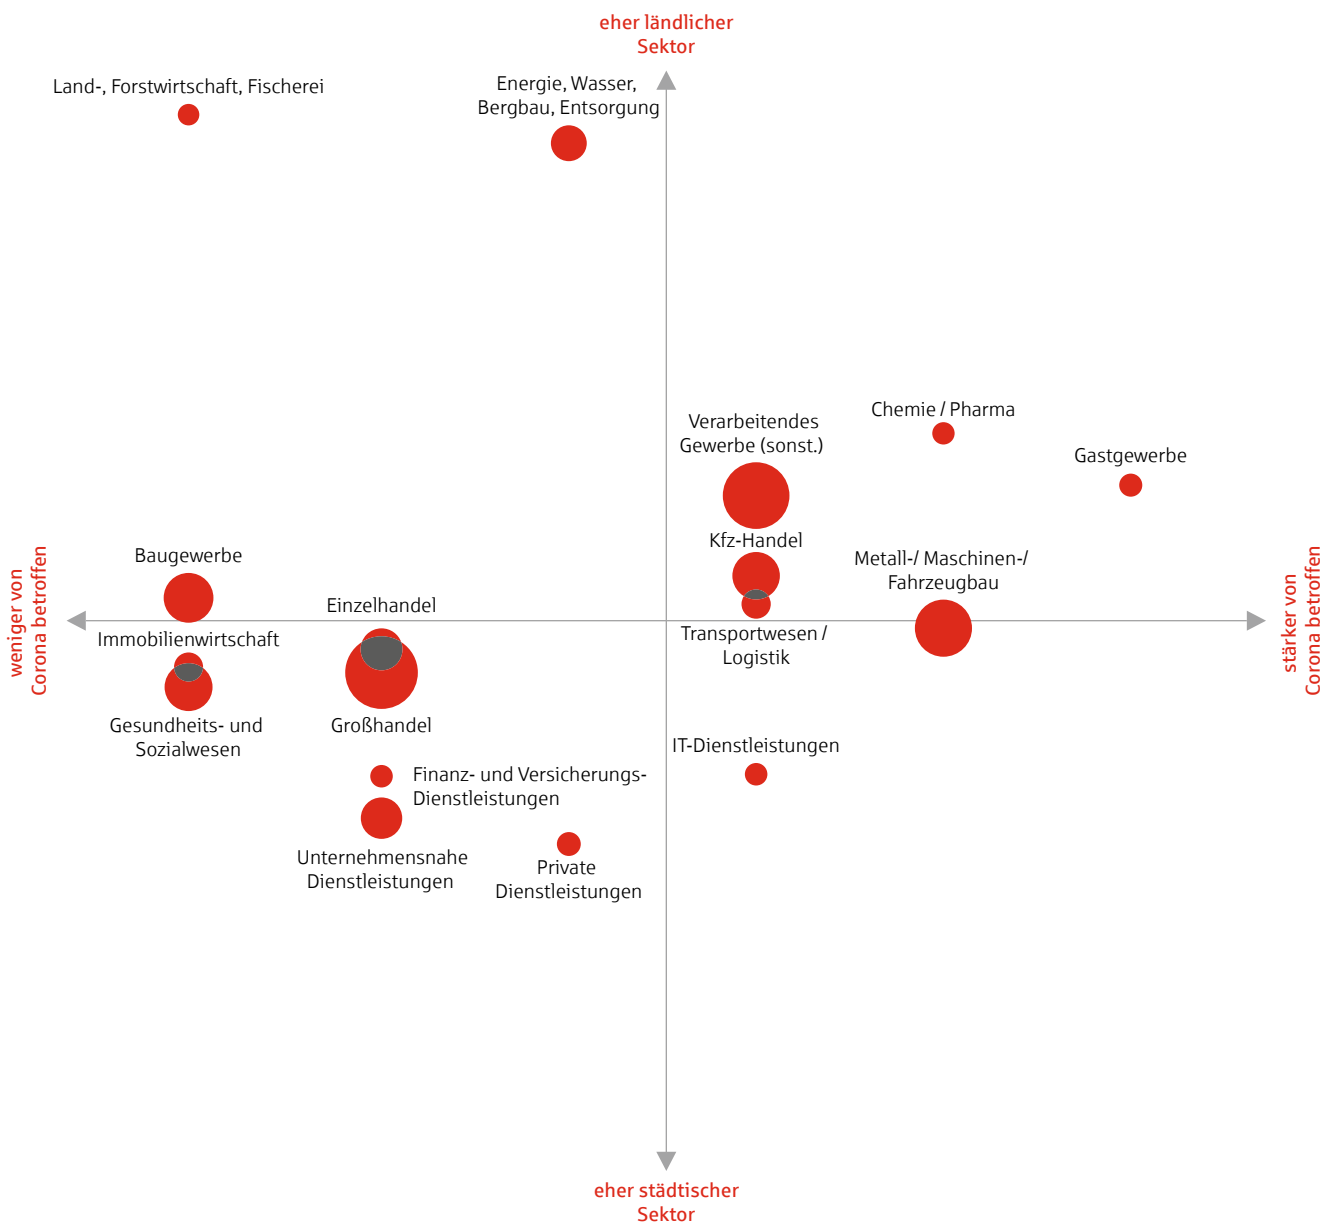 eher ländlicher
Sektor
Land-, Forstwirtschaft, Fischerei
Energie, Wasser,
Bergbau, Entsorgung
Chemie / Pharma
Verarbeitendes
Gewerbe (sonst.)
Gastgewerbe
Kfz-Handel
Baugewerbe
Metall-/ Maschinen-/
Fahrzeugbau
weniger von
Corona betroffen
stärker von
Corona betroffen
Einzelhandel
Immobilienwirtschaft
Transportwesen /
Logistik
Gesundheits- und
Sozialwesen
Großhandel
IT-Dienstleistungen
Finanz- und Versicherungs-
Dienstleistungen
Unternehmensnahe
Dienstleistungen
Private
Dienstleistungen
eher städtischer
Sektor